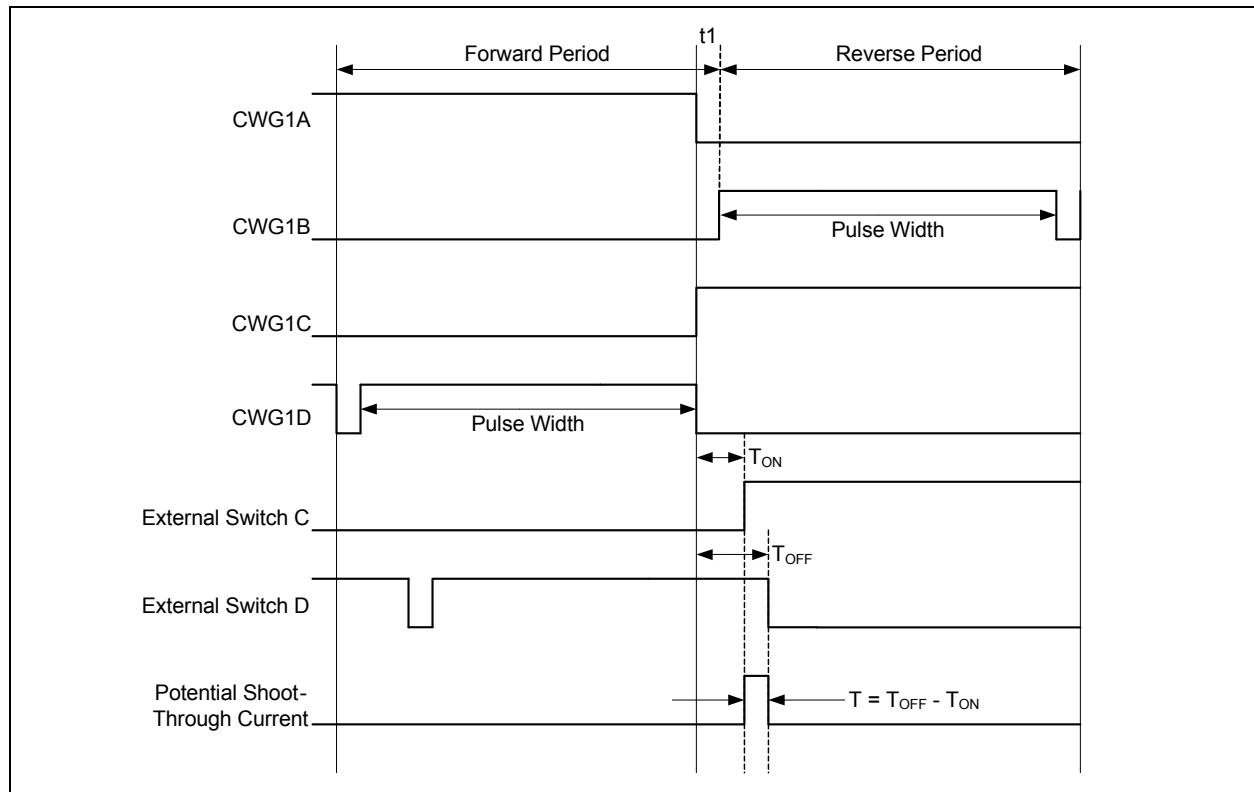 t1
Forward Period
Reverse Period
CWG1A
CWG1B
Pulse Width
CWG1C
CWG1D
Pulse Width
TON
External Switch C
TOFF
External Switch D
Potential Shoot-
Through Current
T = TOFF - TON